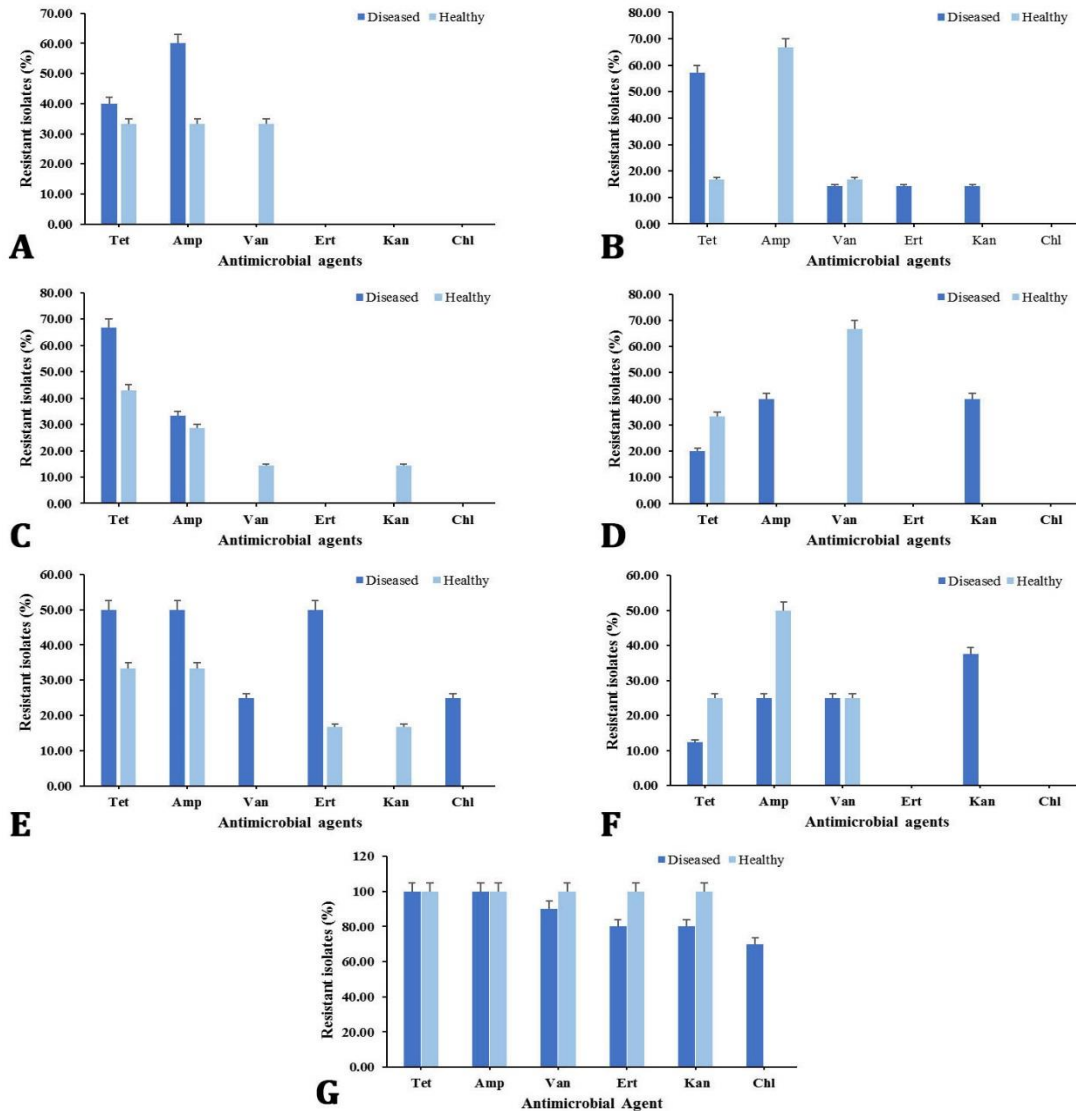 Diseased Healthy
Resistant isolates (%)
70.00
60.00
50.00
40.00
30.00
20.00
10.00
0.00
Tet Amp Van Ert Kan Chl
Antimicrobial agents
A
Diseased Healthy
Resistant isolates (%)
80.00
70.00
60.00
50.00
40.00
30.00
20.00
10.00
0.00
Tet Amp Van Ert Kan Chl
Antimicrobial agents
B
Diseased Healthy
Resistant isolates (%)
80.00
70.00
60.00
50.00
40.00
30.00
20.00
10.00
0.00
Tet Amp Van Ert Kan Chl
Antimicrobial agents
C
Diseased Healthy
Resistant isolates (%)
80.00
70.00
60.00
50.00
40.00
30.00
20.00
10.00
0.00
Tet Amp Van Ert Kan Chl
Antimicrobial agents
D
Diseased Healthy
Resistant isolates (%)
60.00
50.00
40.00
30.00
20.00
10.00
0.00
Tet Amp Van Ert Kan Chl
Antimicrobial agents
E
Diseased Healthy
Resistant isolates (%)
60.00
50.00
40.00
30.00
20.00
10.00
0.00
Tet Amp Van Ert Kan Chl
Antimicrobial agents
F
Diseased Healthy
Resistant isolates (%)
120
100
80.00
60.00
40.00
20.00
0.00
Tet Amp Van Ert Kan Chl
Antimicrobial Agent
G